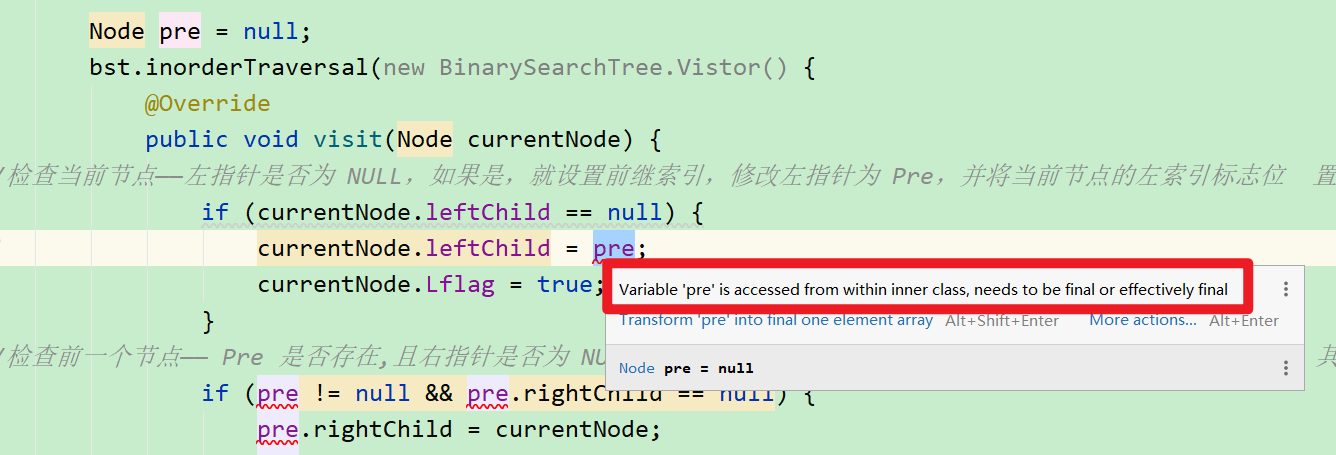 Node pre = null;
bst.inorderTraversal(new BinarySearchTree.Vistor() {
@Override
public void visit(Node currentNode) {
/检查当前节点——左指针是否为 NULL，如果是，就设置前继索引，修改左指针为 Pre，并将当前节点的左索引标志位 置
if (currentNode.leftChild == null) {
currentNode.leftChild = pre;
currentNode.Lflag = true;
Variable 'pre' is accessed from within inner class, needs to be final or effectively final
Transform 'pre' into final one element array Alt+Shift+Enter More actions... Alt+Enter
}
Node pre = null
/检查前一个节点—— Pre 是否存在,且右指针是否为
if (pre != null && pre.rightChild == null) {
pre.rightChild = currentNode;